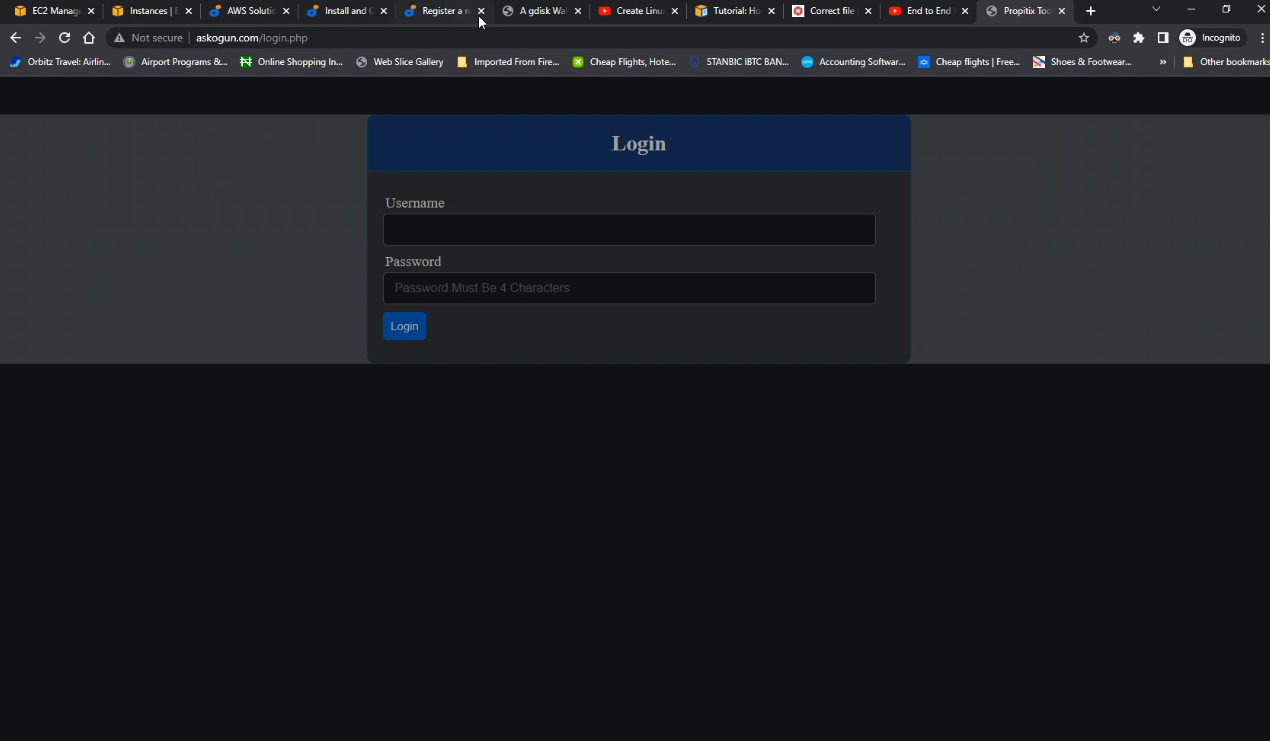 EC2 Manag Instances | E AWS Solutio Install and C Register a n A gdisk Wal Create Linu Tutorial: Ho Correct file End to End Propitix Too
Not secure askogun.com/login.php Incognito
Orbitz Travel: Airlin... Airport Programs &... Online Shopping In... Web Slice Gallery Imported From Fire... Cheap Flights, Hote... STANBIC IBTC BAN... Accounting Softwar... Cheap flights | Free... Shoes & Footwear... » Other bookmarks
Login
Username
Password
Password Must Be 4 Characters
Login